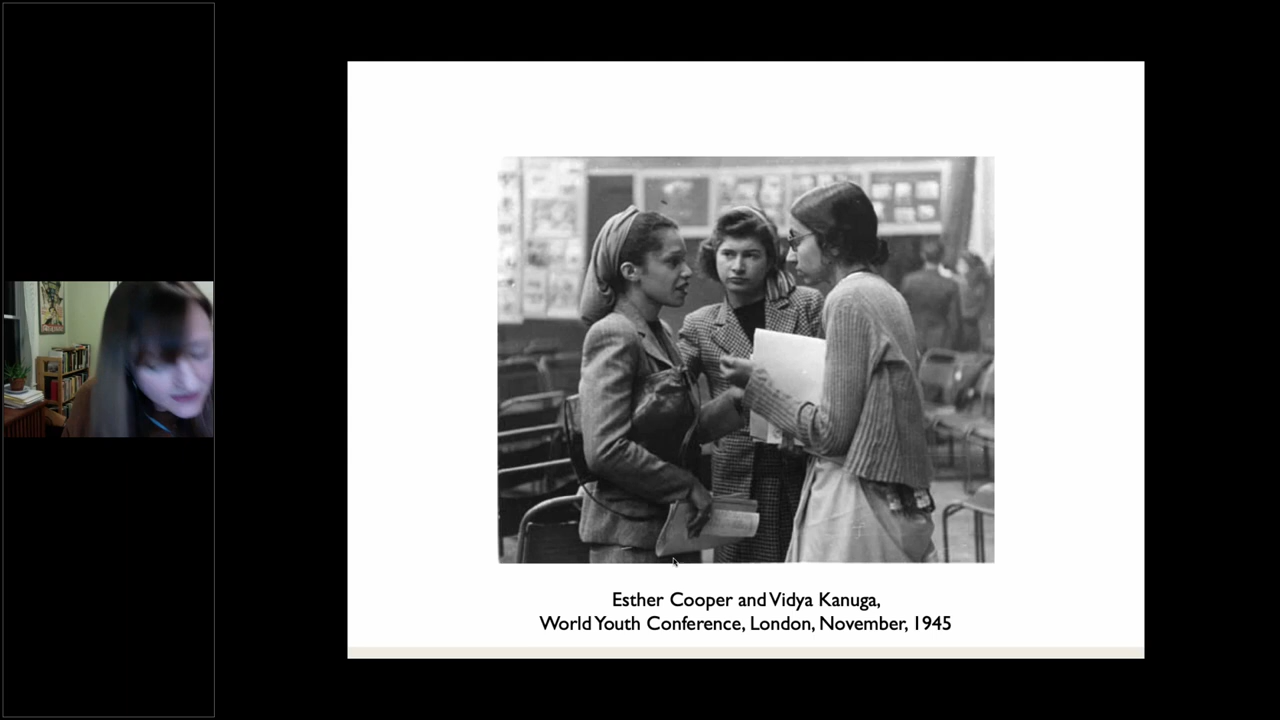 Esther Cooper and Vidya Kanuga,
World Youth Conference, London, November, 1945